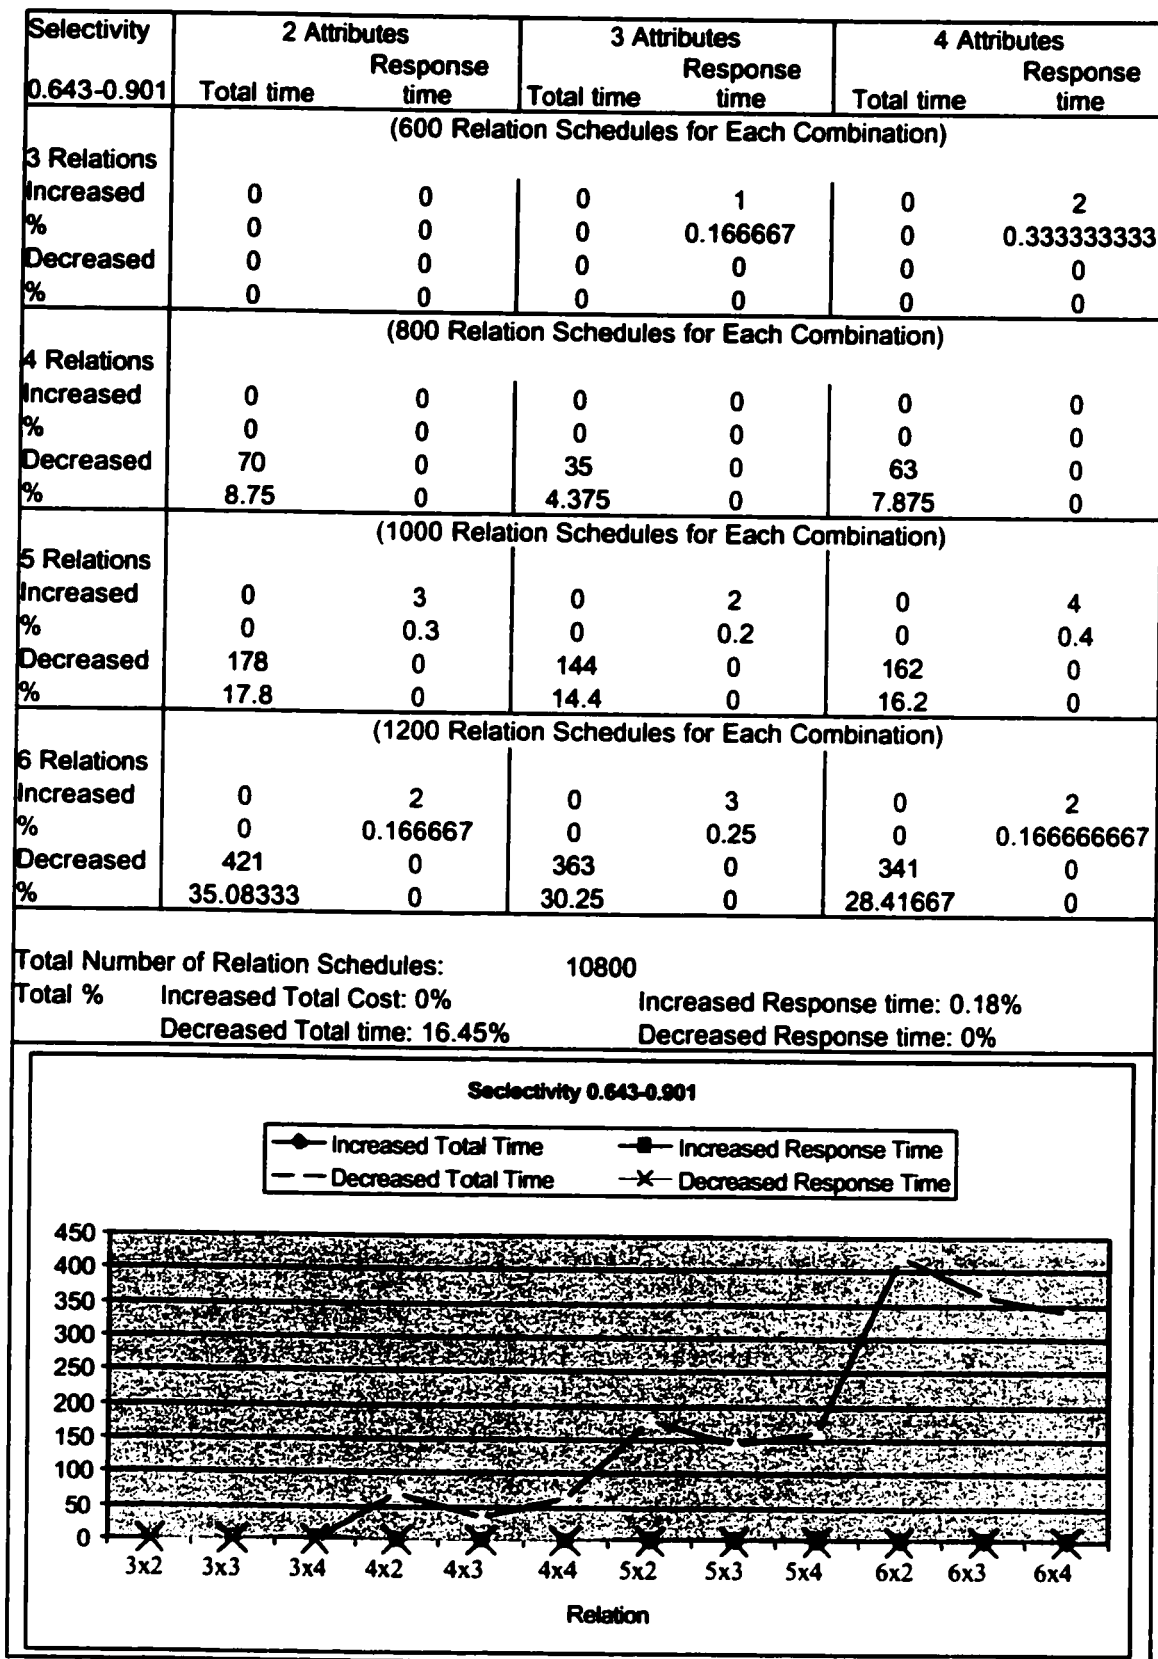 Selectivity 2 Attributes 3 Attributes 4 Attributes
Response Response Response
0.643-0.901 Total time time Total time time Total time time
(600 Relation Schedules for Each Combination)
3 Relations
Increased 0 0 0 1 0 2
% 0 0 0 0.166667 0 0.333333333
Decreased 0 0 0 0 0 0
% 0 0 0 0 0 0
(800 Relation Schedules for Each Combination)
4 Relations
Increased 0 0 0 0 0 0
% 0 0 0 0 0 0
Decreased 70 0 35 0 63 0
% 8.75 0 4.375 0 7.875 0
(1000 Relation Schedules for Each Combination)
5 Relations
Increased 0 3 0 2 0 4
% 0 0.3 0 0.2 0 0.4
Decreased 178 0 144 0 162 0
% 17.8 0 14.4 0 16.2 0
(1200 Relation Schedules for Each Combination)
6 Relations
Increased 0 2 0 3 0 2
% 0 0.166667 0 0.25 0 0.166666667
Decreased 421 0 363 0 341 0
% 35.08333 0 30.25 0 28.41667 0
Total Number of Relation Schedules: 10800
Total % Increased Total Cost: 0% Increased Response time: 0.18%
Decreased Total time: 16.45% Decreased Response time: 0%
Seclectivity 0.643-0.901
Increased Total Time Increased Response Time
Decreased Total Time Decreased Response Time
450
400
350
300
250
200
150
100
50
0
3x2 3x3 3x4 4x2 4x3 4x4 5x2 5x3 5x4 6x2 6x3 6x4
Relation